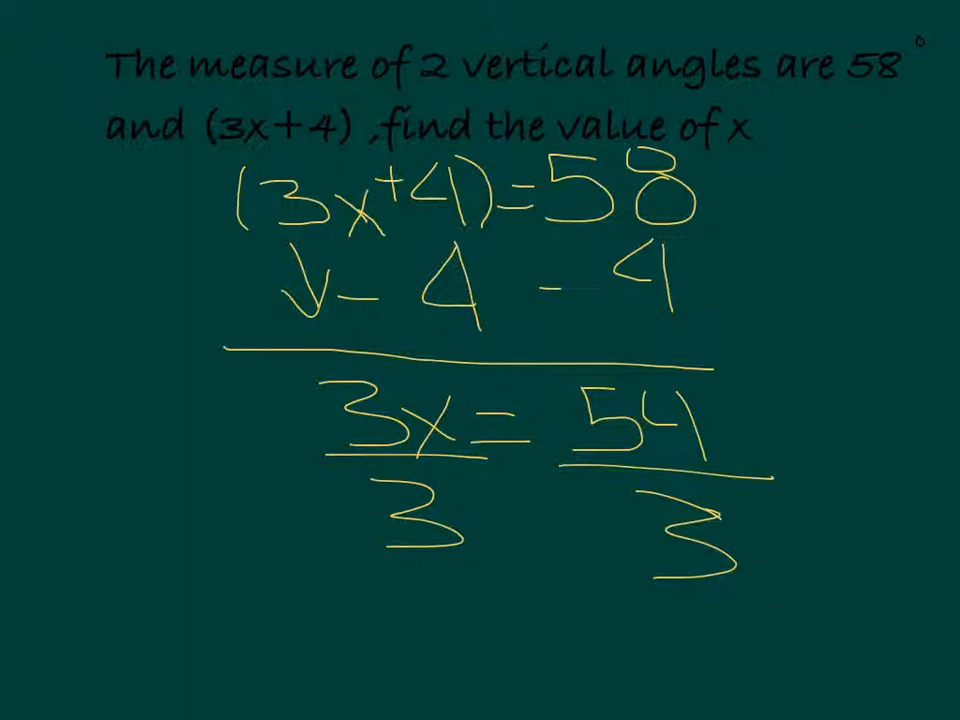 The measure of 2 vertical angles are 58°
and (3x+4) ,find the value of x
(3x+4)=58
↓ - 4 - 4
3x = 54
3 3